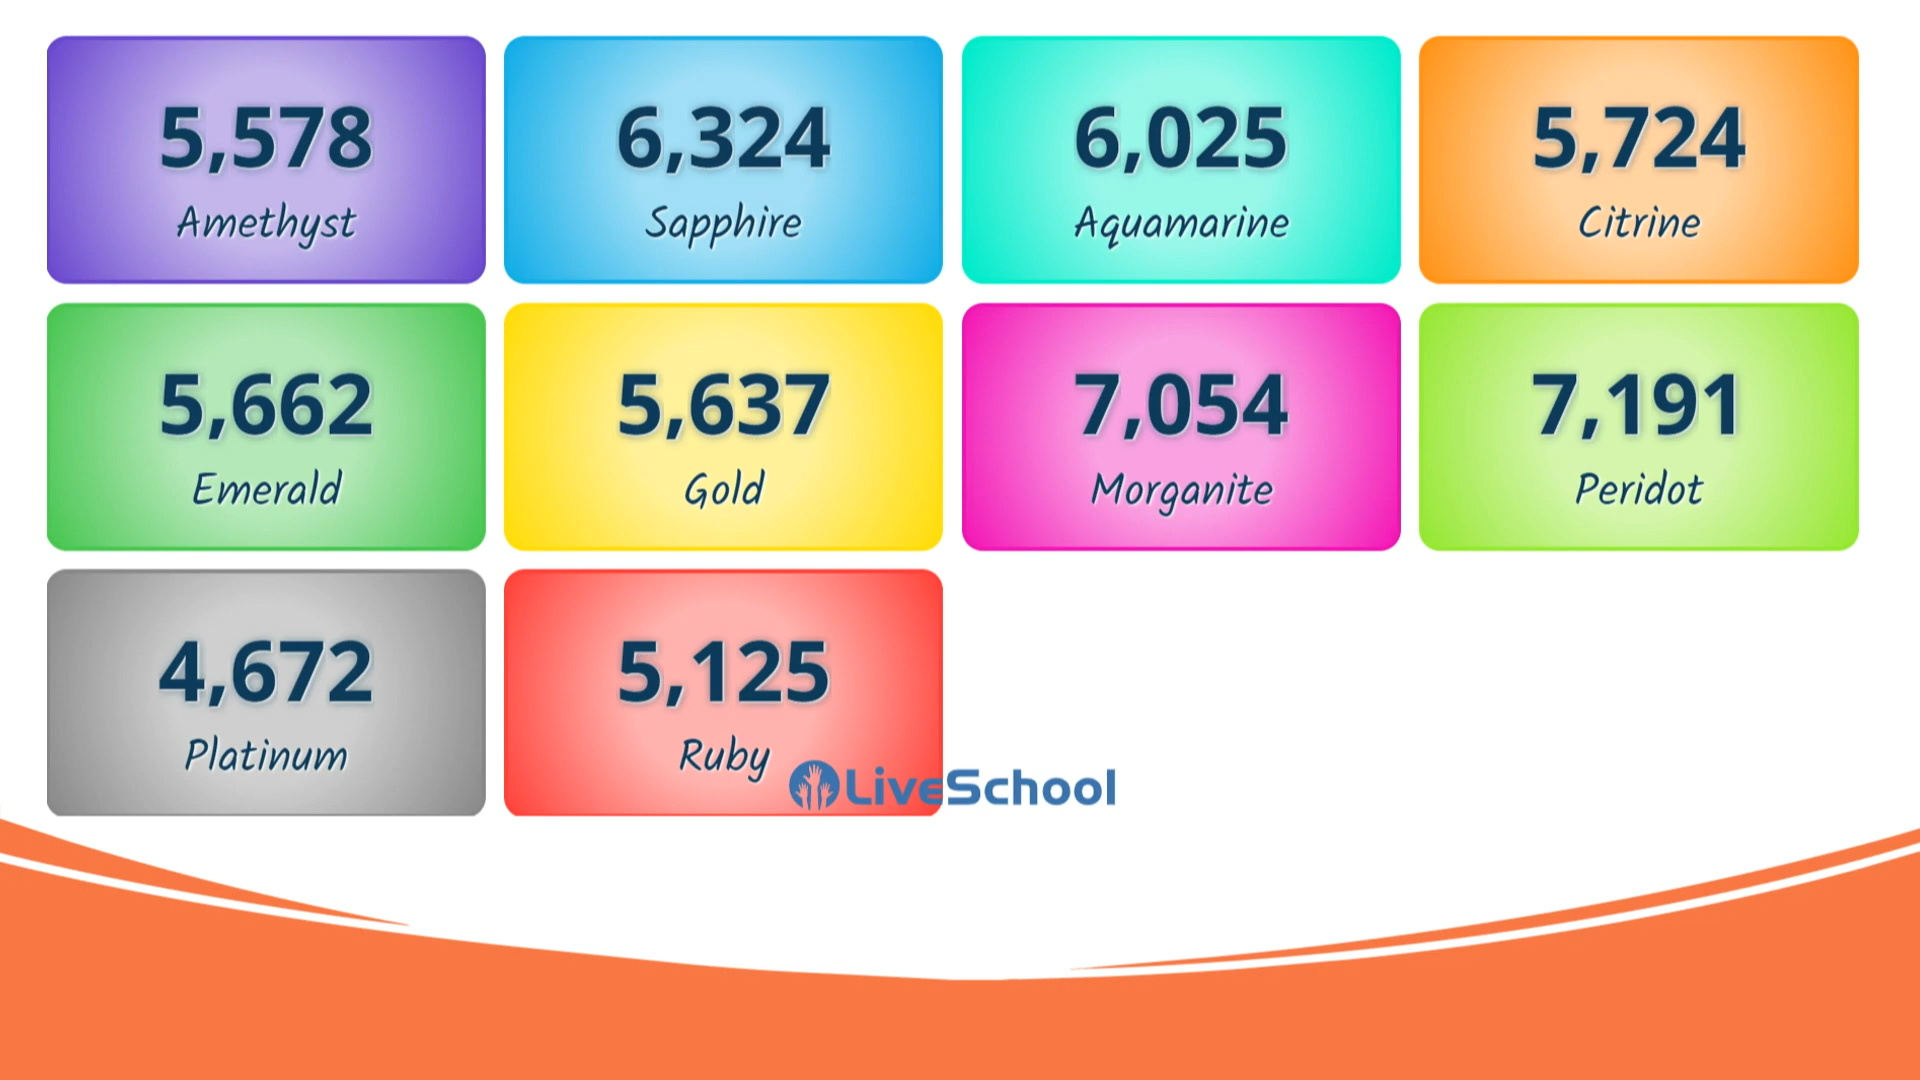 5,578
Amethyst
6,324
Sapphire
6,025
Aquamarine
5,724
Citrine
5,662
Emerald
5,637
Gold
7,054
Morganite
7,191
Peridot
4,672
Platinum
5,125
Ruby
LiveSchool